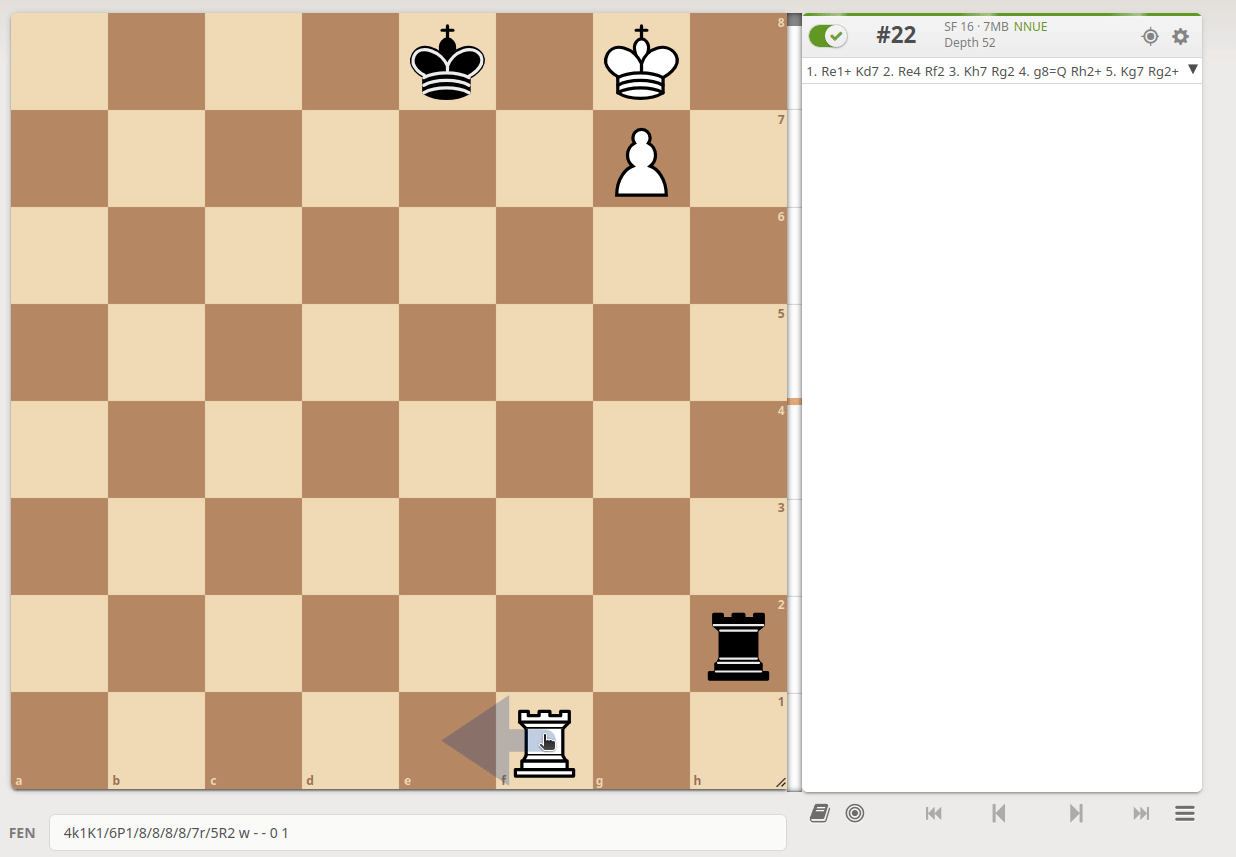 8
7
6
5
4
3
2
1
a b c d e f g h
#22
SF 16 · 7MB NNUE
Depth 52
1. Re1+ Kd7 2. Re4 Rf2 3. Kh7 Rg2 4. g8=Q Rh2+ 5. Kg7 Rg2+
FEN 4k1K1/6P1/8/8/8/8/7r/5R2 w - - 0 1